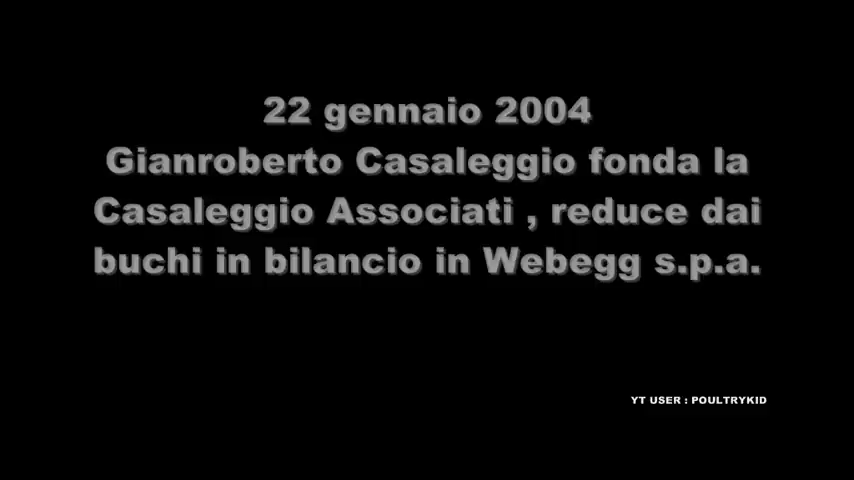 22 gennaio 2004
Gianroberto Casaleggio fonda la
Casaleggio Associati , reduce dai
buchi in bilancio in Webegg s.p.a.
YT USER : POULTRYKID